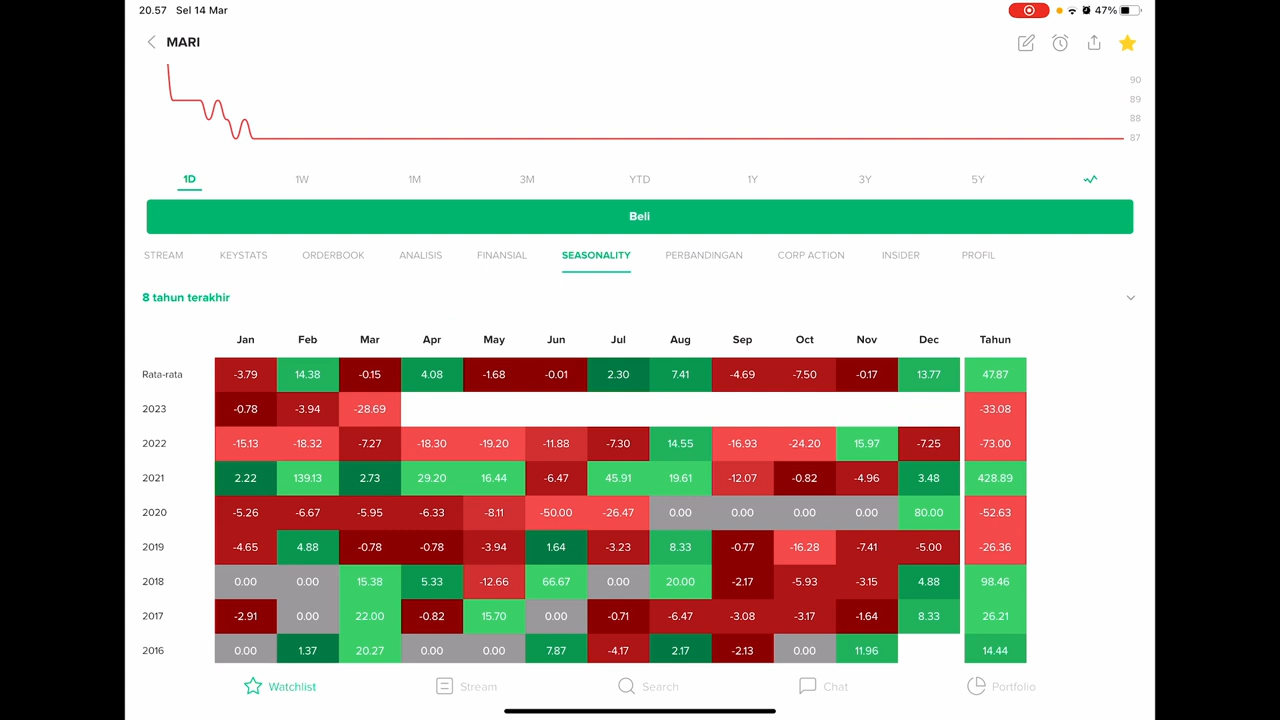 20.57 Sel 14 Mar 47%
MARI
90
89
88
87
1D 1W 1M 3M YTD 1Y 3Y 5Y
Beli
STREAM KEYSTATS ORDERBOOK ANALISIS FINANSIAL SEASONALITY PERBANDINGAN CORP ACTION INSIDER PROFIL
8 tahun terakhir
Jan Feb Mar Apr May Jun Jul Aug Sep Oct Nov Dec Tahun
Rata-rata -3.79 14.38 -0.15 4.08 -1.68 -0.01 2.30 7.41 -4.69 -7.50 -0.17 13.77 47.87
2023 -0.78 -3.94 -28.69 -33.08
2022 -15.13 -18.32 -7.27 -18.30 -19.20 -11.88 -7.30 14.55 -16.93 -24.20 15.97 -7.25 -73.00
2021 2.22 139.13 2.73 29.20 16.44 -6.47 45.91 19.61 -12.07 -0.82 -4.96 3.48 428.89
2020 -5.26 -6.67 -5.95 -6.33 -8.11 -50.00 -26.47 0.00 0.00 0.00 0.00 80.00 -52.63
2019 -4.65 4.88 -0.78 -0.78 -3.94 1.64 -3.23 8.33 -0.77 -16.28 -7.41 -5.00 -26.36
2018 0.00 0.00 15.38 5.33 -12.66 66.67 0.00 20.00 -2.17 -5.93 -3.15 4.88 98.46
2017 -2.91 0.00 22.00 -0.82 15.70 0.00 -0.71 -6.47 -3.08 -3.17 -1.64 8.33 26.21
2016 0.00 1.37 20.27 0.00 0.00 7.87 -4.17 2.17 -2.13 0.00 11.96 14.44
Watchlist Stream Search Chat Portfolio